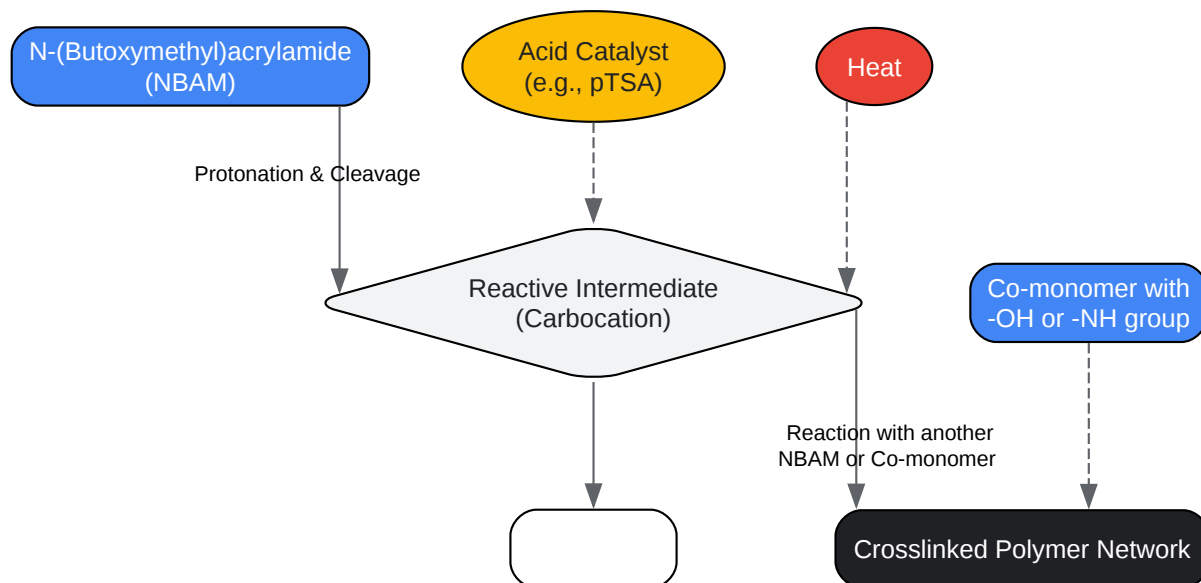 N-(Butoxymethyl)acrylamide
(NBAM)
Acid Catalyst
(e.g., pTSA)
Heat
Protonation & Cleavage
Reactive Intermediate
(Carbocation)
Co-monomer with
-OH or -NH group
Reaction with another
NBAM or Co-monomer
Crosslinked Polymer Network